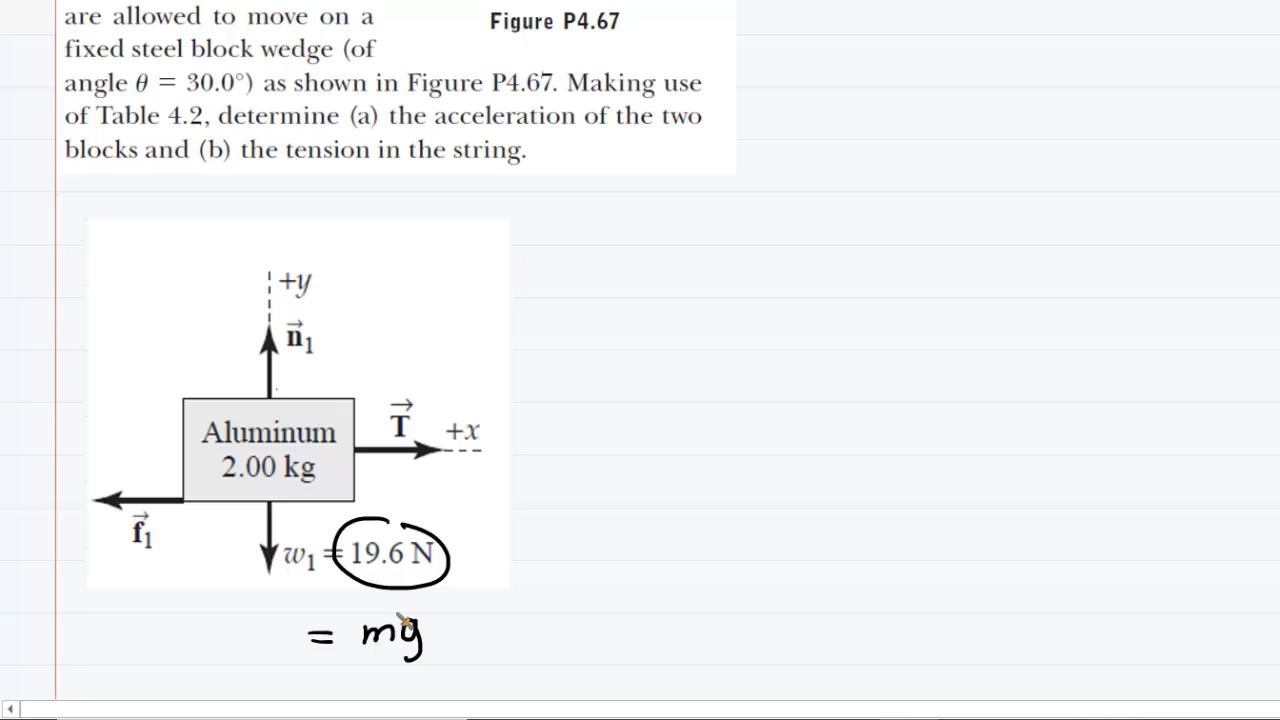 are allowed to move on a
Figure P4.67
fixed steel block wedge (of
angle θ = 30.0°) as shown in Figure P4.67. Making use
of Table 4.2, determine (a) the acceleration of the two
blocks and (b) the tension in the string.
+y
n⃗₁
Aluminum
2.00 kg
T⃗
+x
f⃗₁
w₁ = 19.6 N
= mg